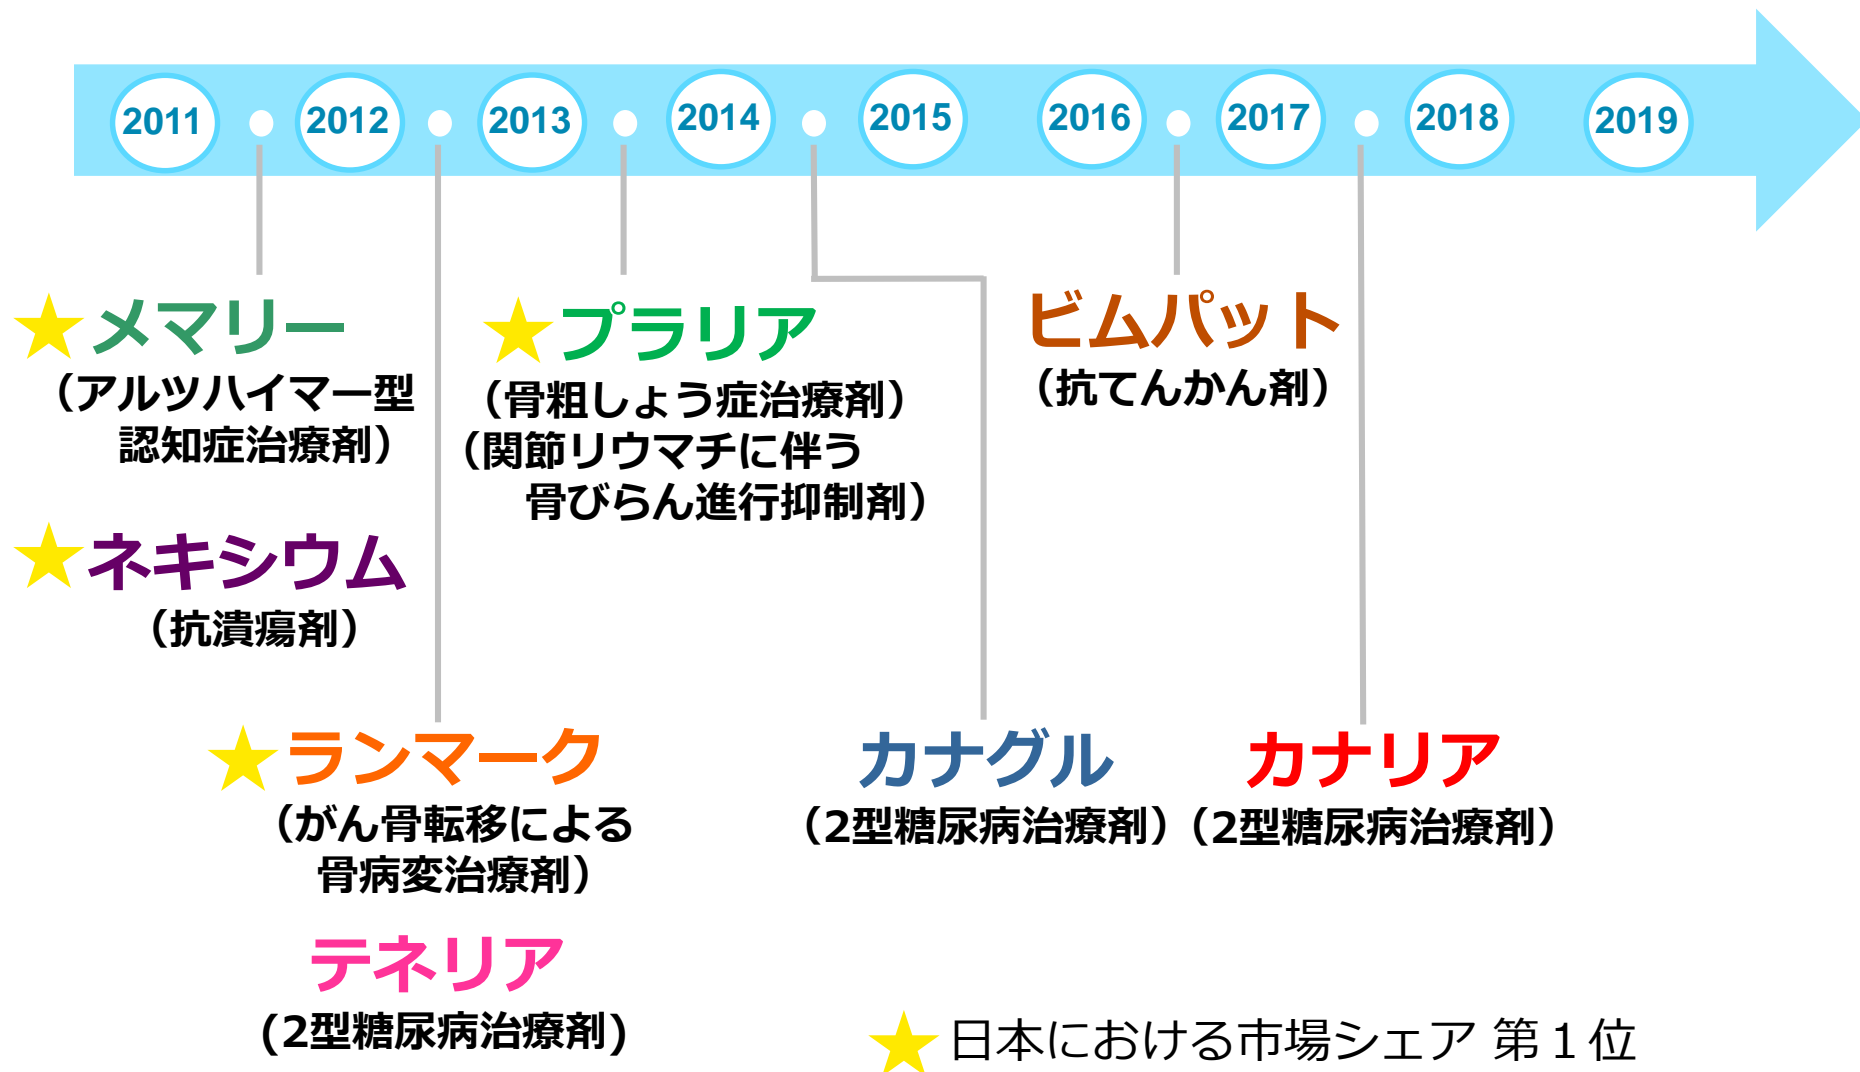 2011 2012 2013 2014 2015 2016 2017 2018 2019
メマリー
（アルツハイマー型
認知症治療剤）
ネキシウム
（抗潰瘍剤）
プラリア
（骨粗しょう症治療剤）
（関節リウマチに伴う
骨びらん進行抑制剤）
ビムパット
（抗てんかん剤）
ランマーク
（がん骨転移による
骨病変治療剤）
テネリア
(2型糖尿病治療剤)
カナグル
（2型糖尿病治療剤）
カナリア
（2型糖尿病治療剤）
日本における市場シェア 第１位